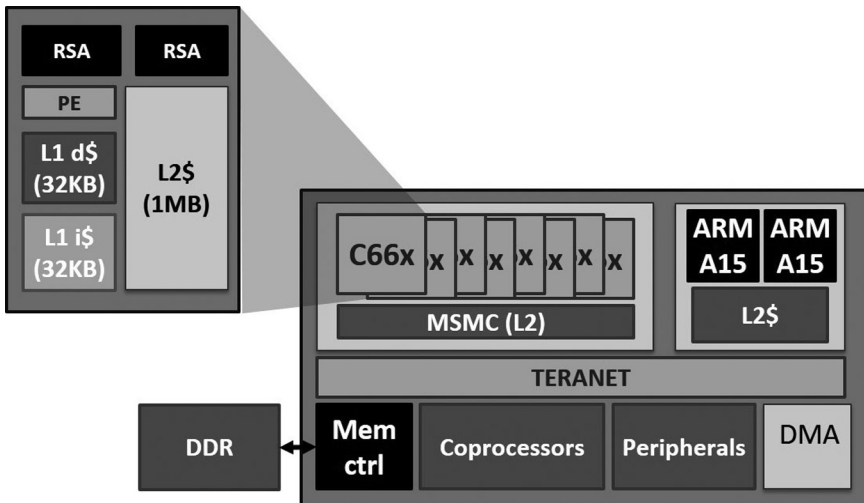 RSA RSA
PE
L1 d$
(32KB)
L2$
(1MB)
L1 i$
(32KB)
C66x x x x x x x
MSMC (L2)
ARM ARM
A15 A15
L2$
TERANET
DDR
Mem
ctrl
Coprocessors
Peripherals
DMA